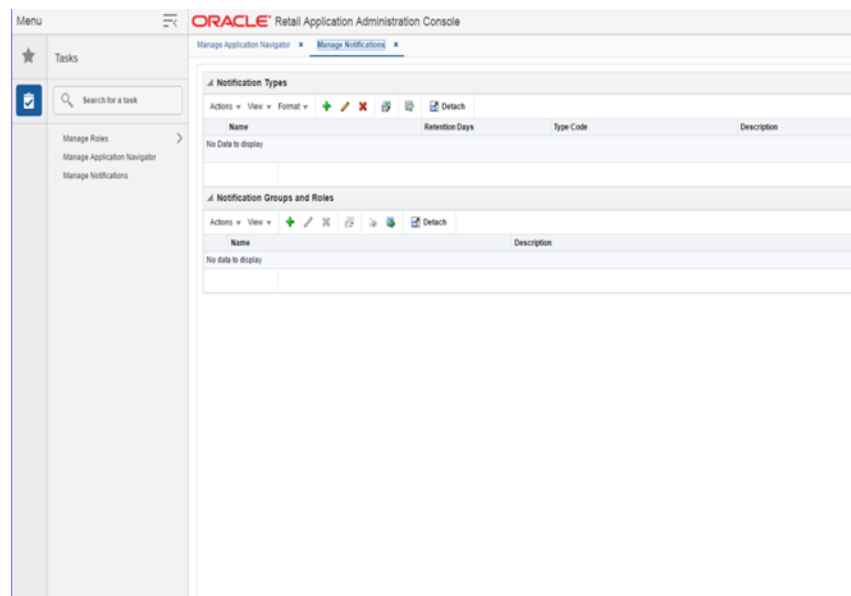 Menu
ORACLE® Retail Application Administration Console
Manage Application Navigator × Manage Notifications ×
Tasks
Search for a task
Manage Roles
Manage Application Navigator
Manage Notifications
Notification Types
Actions View Format Detach
Name Retention Days Type Code Description
No Data to display
Notification Groups and Roles
Actions View Detach
Name Description
No data to display